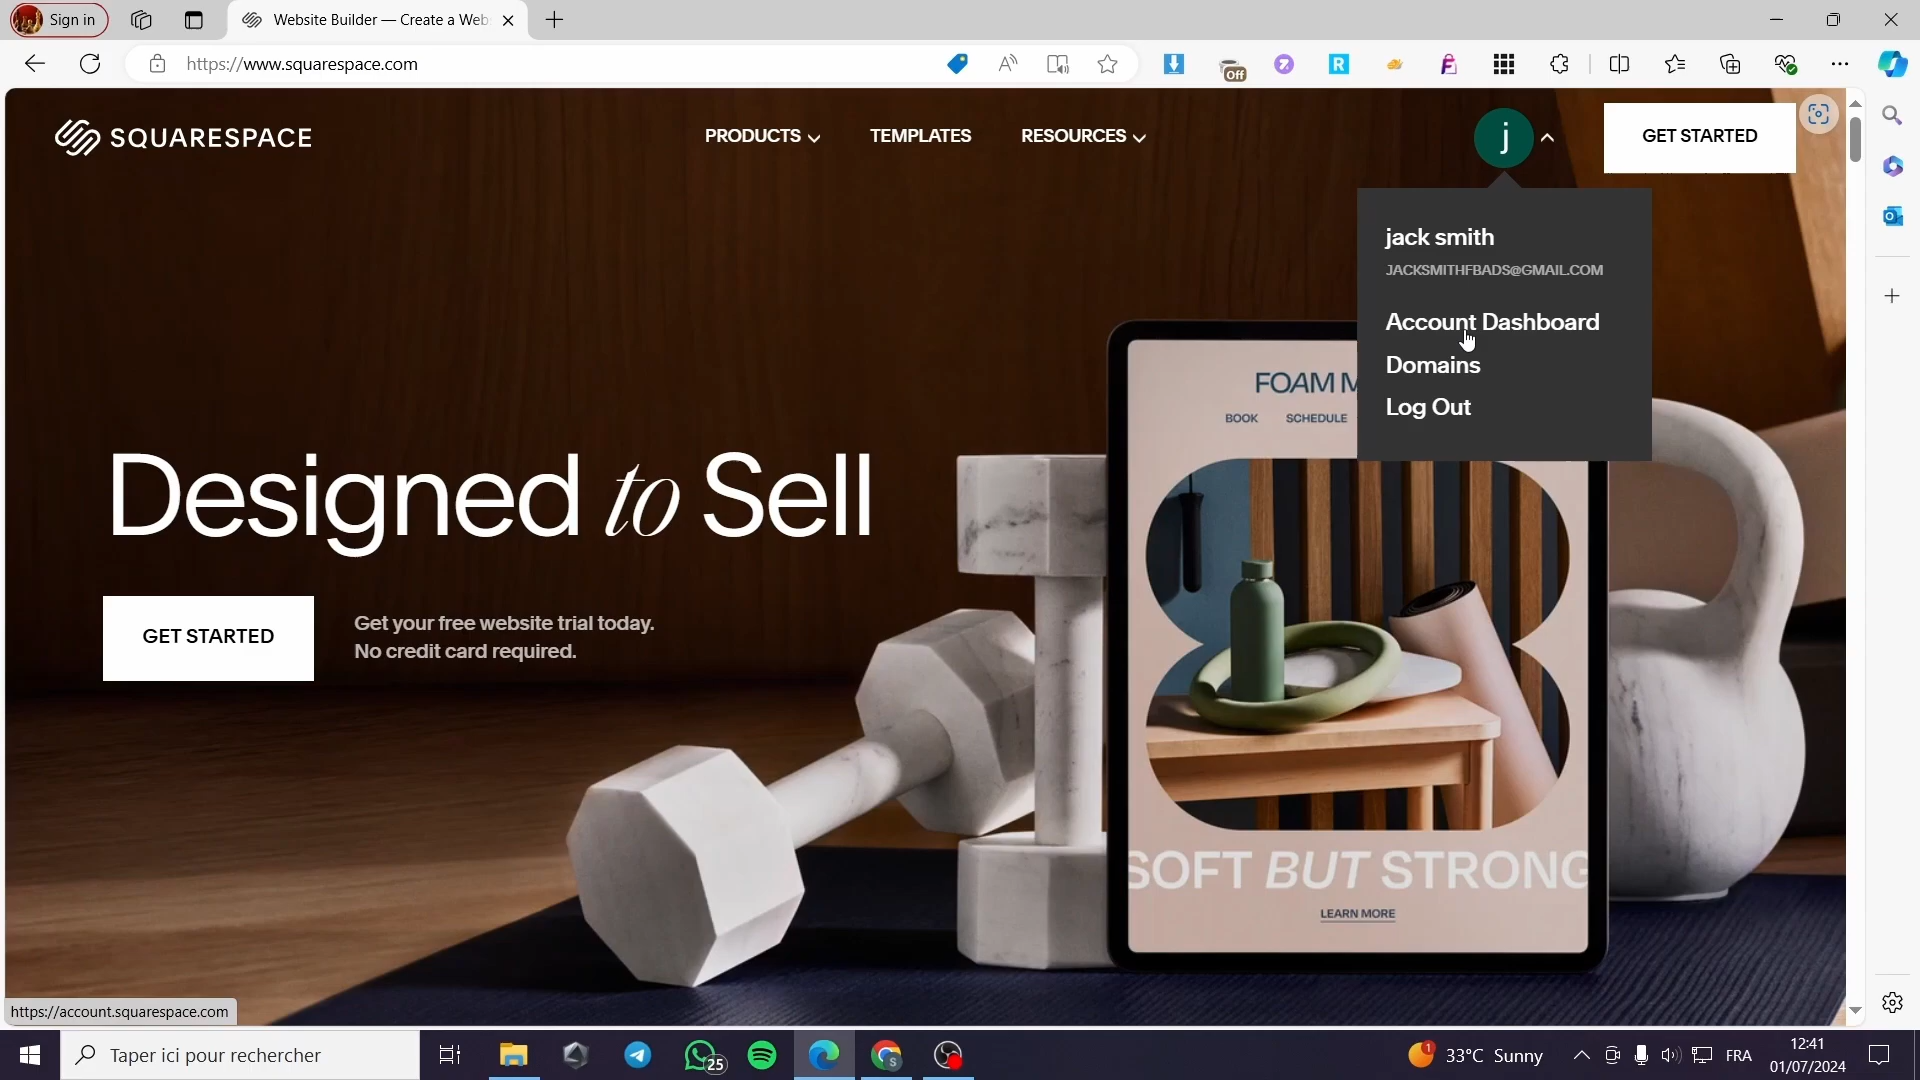 Sign in
Website Builder — Create a Web
https://www.squarespace.com
Off
SQUARESPACE
PRODUCTS
TEMPLATES
RESOURCES
j
GET STARTED
jack smith
JACKSMITHFBADS@GMAIL.COM
Account Dashboard
Domains
Log Out
FOAM M
BOOK SCHEDULE
Designed to Sell
GET STARTED
Get your free website trial today.
No credit card required.
SOFT BUT STRONG
LEARN MORE
https://account.squarespace.com
Taper ici pour rechercher
25
1
33°C Sunny
FRA
12:41
01/07/2024